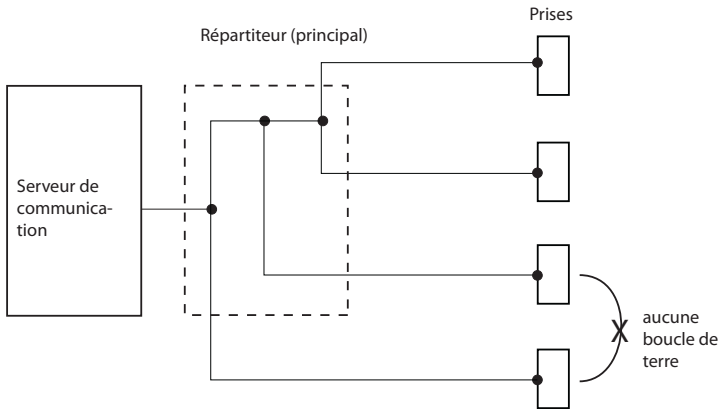 Prises
Répartiteur (principal)
Serveur de
communica-
tion
X
aucune
boucle de
terre